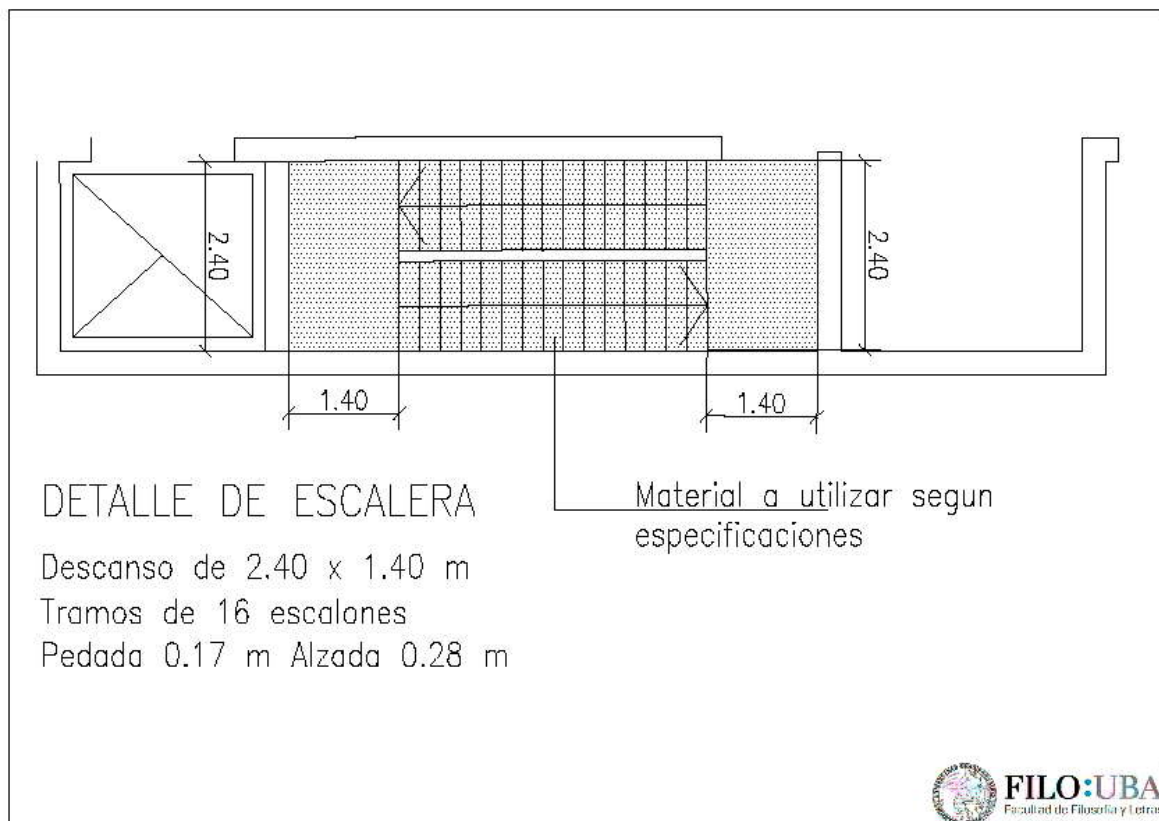 2.40
2.40
1.40
1.40
DETALLE DE ESCALERA
Descanso de 2.40 x 1.40 m
Tramos de 16 escalones
Pedada 0.17 m Alzada 0.28 m
Material a utilizar segun
especificaciones
FILO:UBA
Facultad de Filosofía y Letras